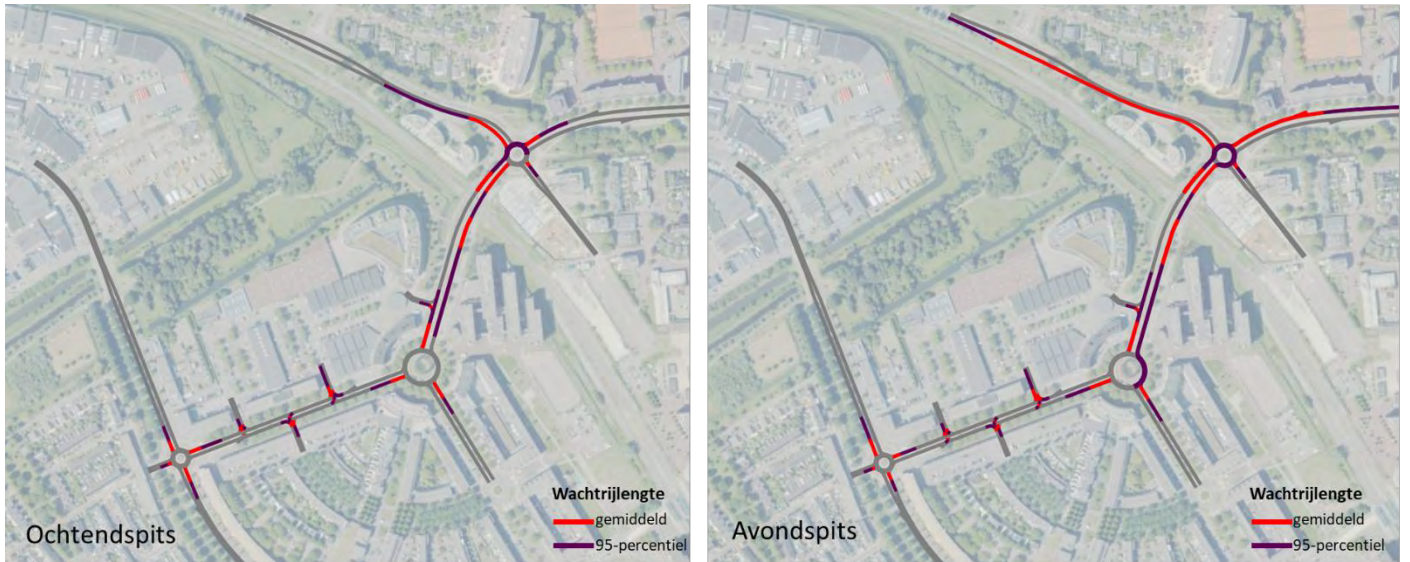 Ochtendspits
Wachtrijlengte
gemiddeld
95-percentiel
Avondspits
Wachtrijlengte
gemiddeld
95-percentiel